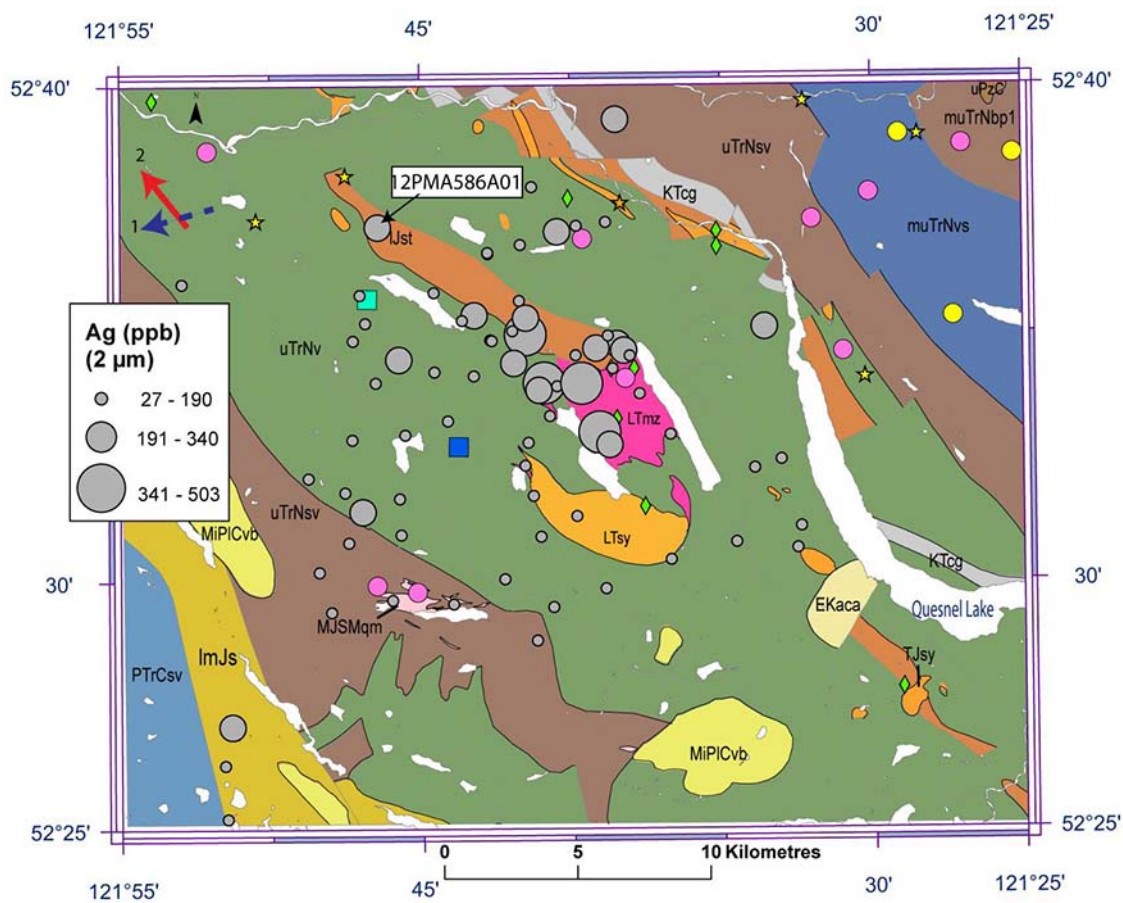 121°55'
45'
30'
121°25'
52°40'
52°40'
N
uPzC
muTrNbp1
uTrNsv
2
12PMA586A01
KTcg
muTrNvs
1
lJst
Ag (ppb)
(2 µm)
27 - 190
191 - 340
341 - 503
uTrNv
LTmz
uTrNsv
MiPlCvb
LTsy
KTcg
30'
30'
EKaca
Quesnel Lake
MJSMqm
lmJs
TJsy
PTrCsv
MiPlCvb
52°25'
52°25'
0 5 10 Kilometres
121°55'
45'
30'
121°25'